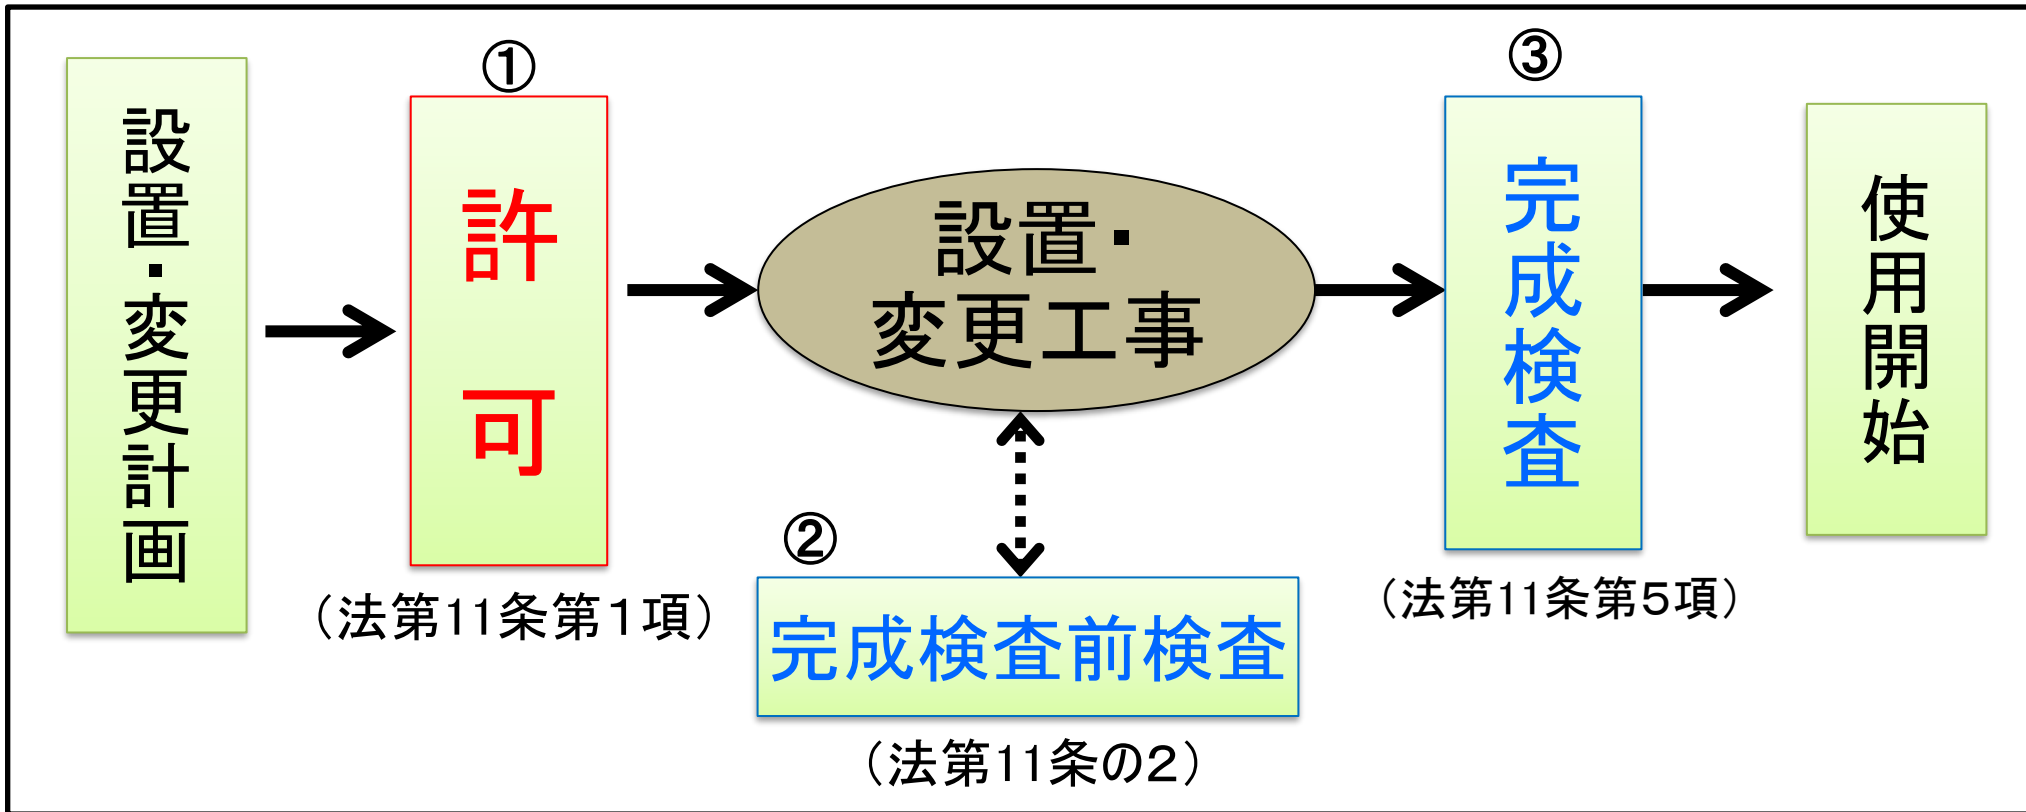 設置・変更計画
①
許可
(法第11条第１項)
設置・
変更工事
②
完成検査前検査
(法第11条の２)
③
完成検査
(法第11条第５項)
使用開始